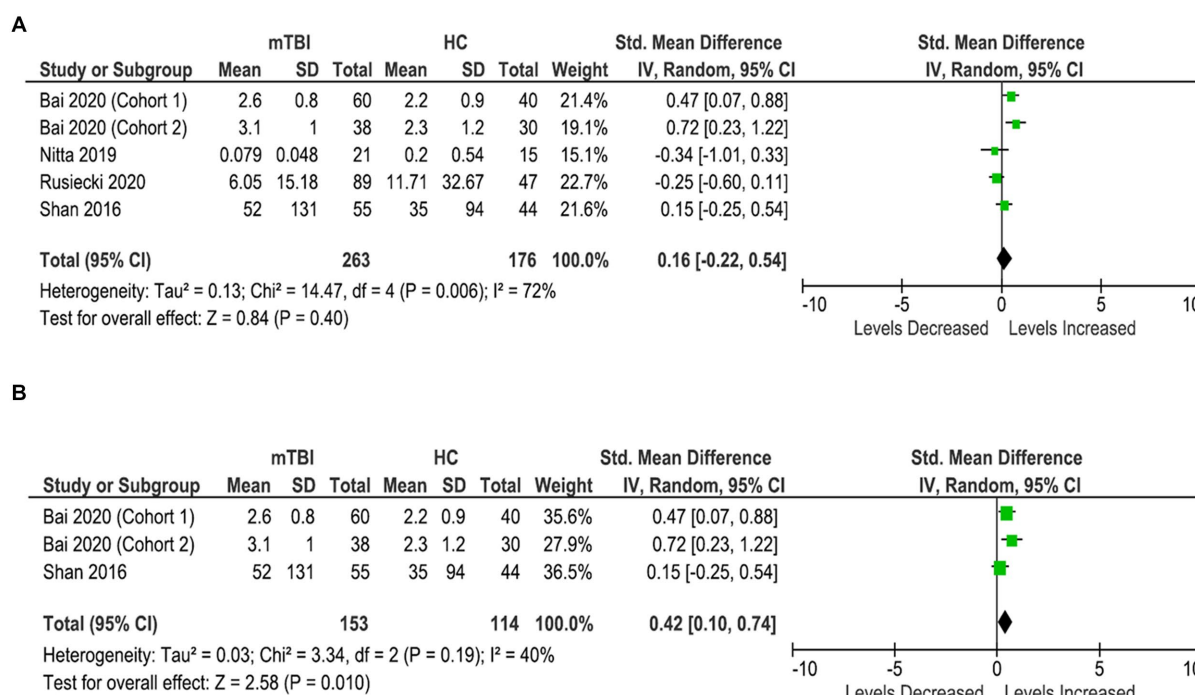 A
mTBI HC Std. Mean Difference Std. Mean Difference
Study or Subgroup Mean SD Total Mean SD Total Weight IV, Random, 95% CI IV, Random, 95% CI
Bai 2020 (Cohort 1) 2.6 0.8 60 2.2 0.9 40 21.4% 0.47 [0.07, 0.88]
Bai 2020 (Cohort 2) 3.1 1 38 2.3 1.2 30 19.1% 0.72 [0.23, 1.22]
Nitta 2019 0.079 0.048 21 0.2 0.54 15 15.1% -0.34 [-1.01, 0.33]
Rusiecki 2020 6.05 15.18 89 11.71 32.67 47 22.7% -0.25 [-0.60, 0.11]
Shan 2016 52 131 55 35 94 44 21.6% 0.15 [-0.25, 0.54]
Total (95% CI) 263 176 100.0% 0.16 [-0.22, 0.54]
Heterogeneity: Tau² = 0.13; Chi² = 14.47, df = 4 (P = 0.006); I² = 72%
Test for overall effect: Z = 0.84 (P = 0.40)
-10 -5 0 5 10
Levels Decreased Levels Increased
B
mTBI HC Std. Mean Difference Std. Mean Difference
Study or Subgroup Mean SD Total Mean SD Total Weight IV, Random, 95% CI IV, Random, 95% CI
Bai 2020 (Cohort 1) 2.6 0.8 60 2.2 0.9 40 35.6% 0.47 [0.07, 0.88]
Bai 2020 (Cohort 2) 3.1 1 38 2.3 1.2 30 27.9% 0.72 [0.23, 1.22]
Shan 2016 52 131 55 35 94 44 36.5% 0.15 [-0.25, 0.54]
Total (95% CI) 153 114 100.0% 0.42 [0.10, 0.74]
Heterogeneity: Tau² = 0.03; Chi² = 3.34, df = 2 (P = 0.19); I² = 40%
Test for overall effect: Z = 2.58 (P = 0.010)
-10 -5 0 5 10
Levels Decreased Levels Increased